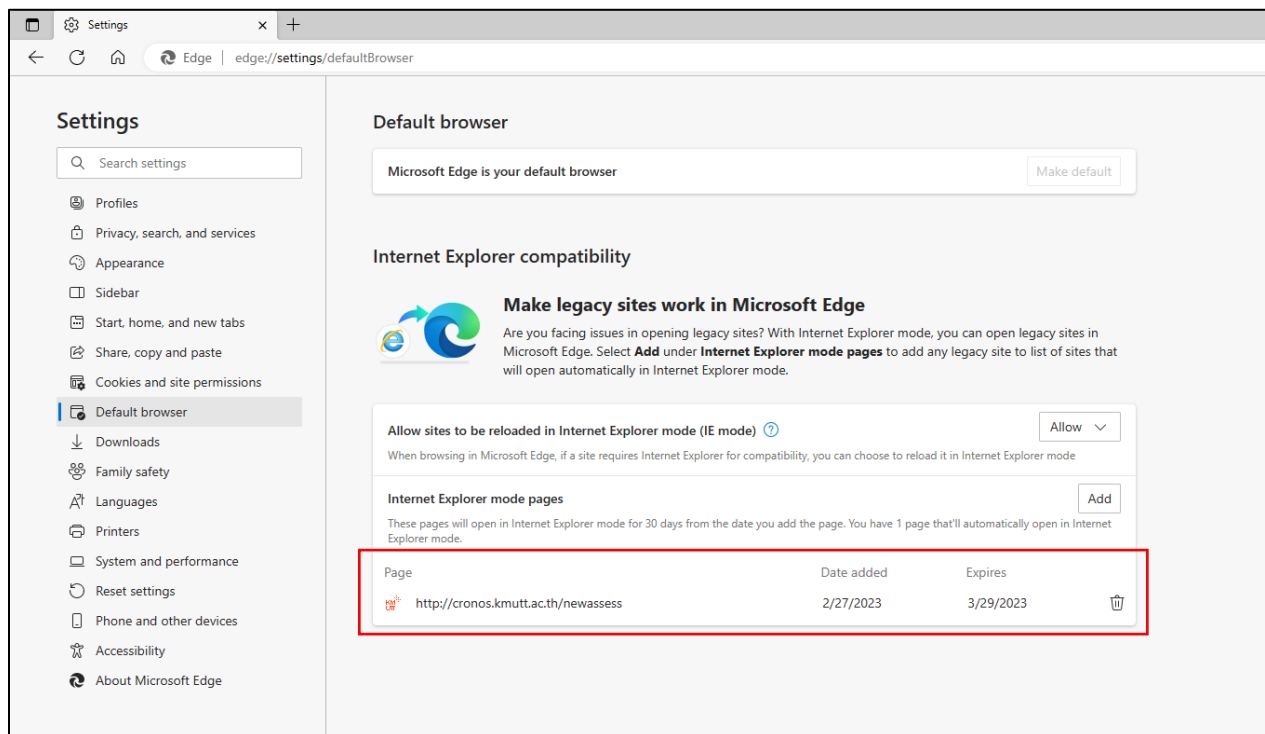 Settings
Edge
edge://settings/defaultBrowser
Settings
Search settings
Profiles
Privacy, search, and services
Appearance
Sidebar
Start, home, and new tabs
Share, copy and paste
Cookies and site permissions
Default browser
Downloads
Family safety
Languages
Printers
System and performance
Reset settings
Phone and other devices
Accessibility
About Microsoft Edge
Default browser
Microsoft Edge is your default browser
Make default
Internet Explorer compatibility
Make legacy sites work in Microsoft Edge
Are you facing issues in opening legacy sites? With Internet Explorer mode, you can open legacy sites in
Microsoft Edge. Select Add under Internet Explorer mode pages to add any legacy site to list of sites that
will open automatically in Internet Explorer mode.
Allow sites to be reloaded in Internet Explorer mode (IE mode) ?
Allow
When browsing in Microsoft Edge, if a site requires Internet Explorer for compatibility, you can choose to reload it in Internet Explorer mode
Internet Explorer mode pages
Add
These pages will open in Internet Explorer mode for 30 days from the date you add the page. You have 1 page that'll automatically open in Internet
Explorer mode.
Page Date added Expires
http://cronos.kmutt.ac.th/newassess 2/27/2023 3/29/2023